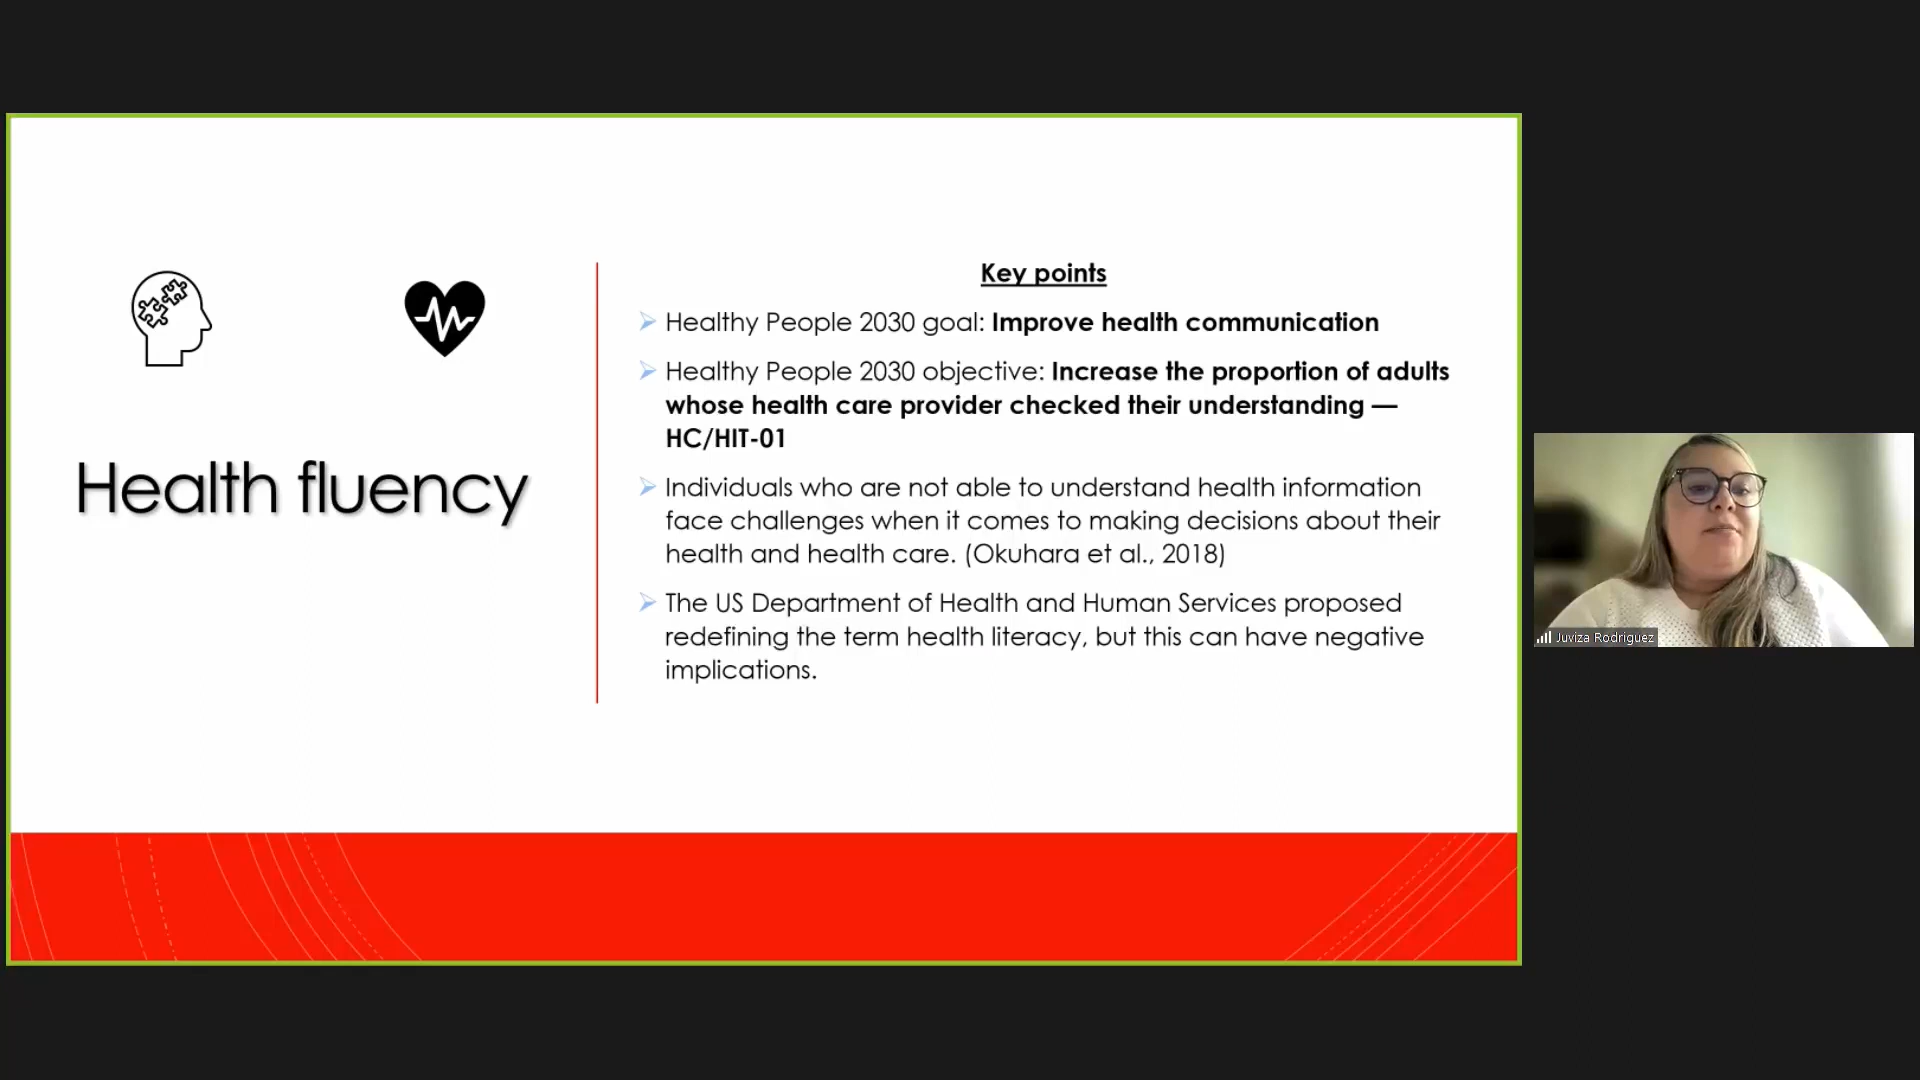 Health fluency
Key points
Healthy People 2030 goal: Improve health communication
Healthy People 2030 objective: Increase the proportion of adults
whose health care provider checked their understanding —
HC/HIT-01
Individuals who are not able to understand health information
face challenges when it comes to making decisions about their
health and health care. (Okuhara et al., 2018)
The US Department of Health and Human Services proposed
redefining the term health literacy, but this can have negative
implications.
Juviza Rodriguez